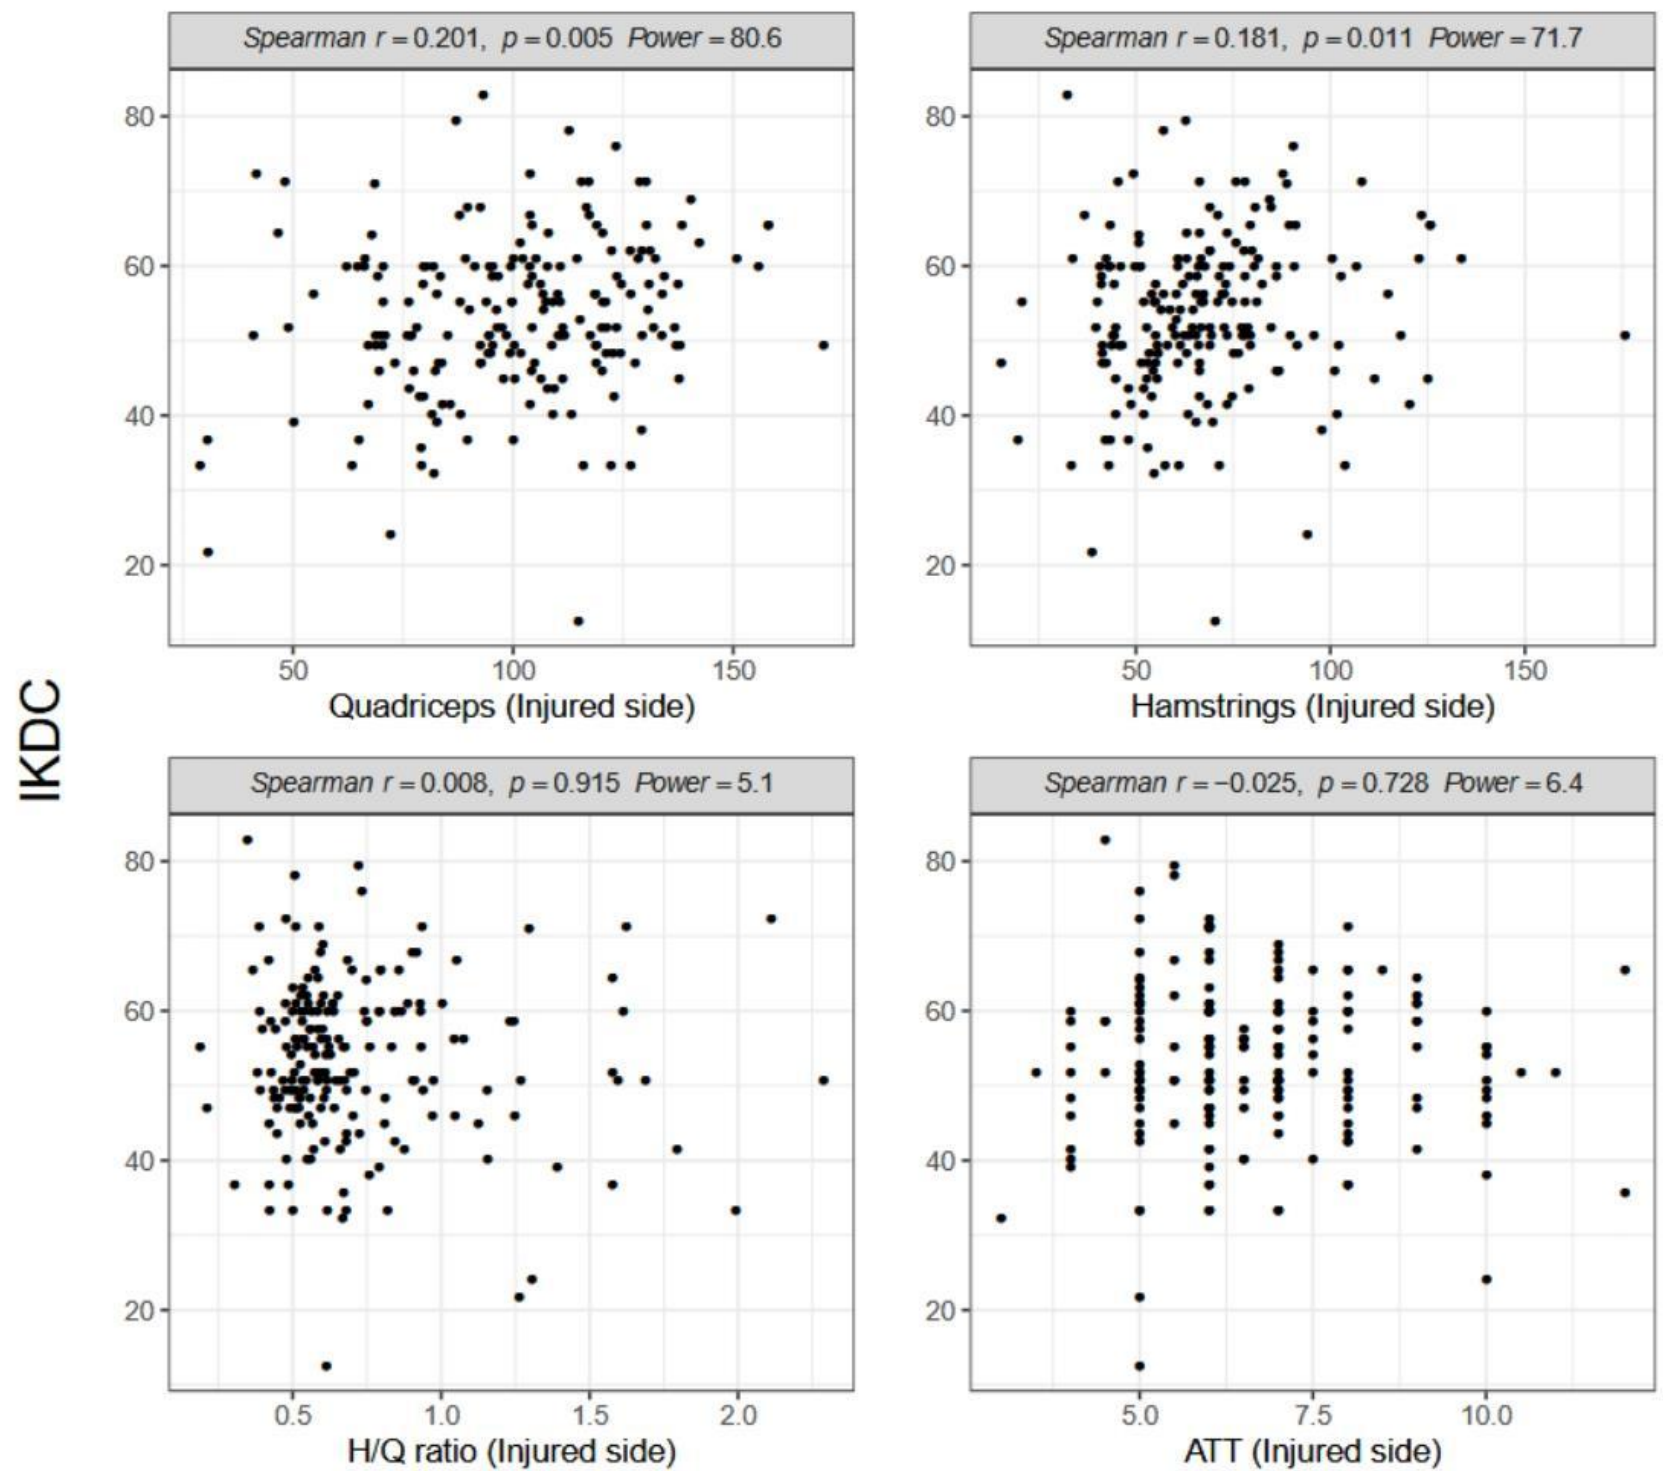 Spearman r = 0.201, p = 0.005 Power = 80.6
80
60
40
20
50 100 150
Quadriceps (Injured side)
Spearman r = 0.181, p = 0.011 Power = 71.7
80
60
40
20
50 100 150
Hamstrings (Injured side)
IKDC
Spearman r = 0.008, p = 0.915 Power = 5.1
80
60
40
20
0.5 1.0 1.5 2.0
H/Q ratio (Injured side)
Spearman r = −0.025, p = 0.728 Power = 6.4
80
60
40
20
5.0 7.5 10.0
ATT (Injured side)